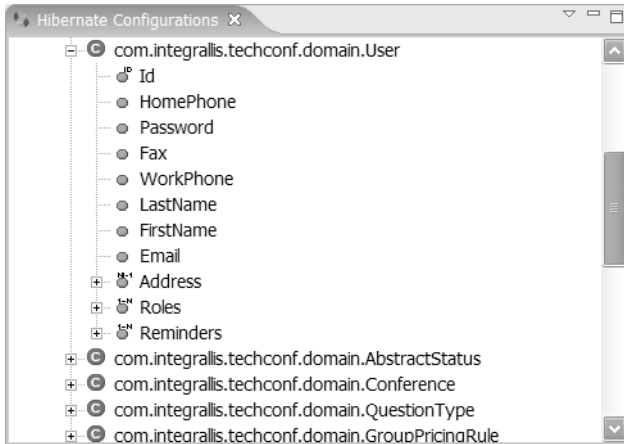 Hibernate Configurations
com.integrallis.techconf.domain.User
Id
HomePhone
Password
Fax
WorkPhone
LastName
FirstName
Email
Address
Roles
Reminders
com.integrallis.techconf.domain.AbstractStatus
com.integrallis.techconf.domain.Conference
com.integrallis.techconf.domain.QuestionType
com.integrallis.techconf.domain.GroupPricingRule